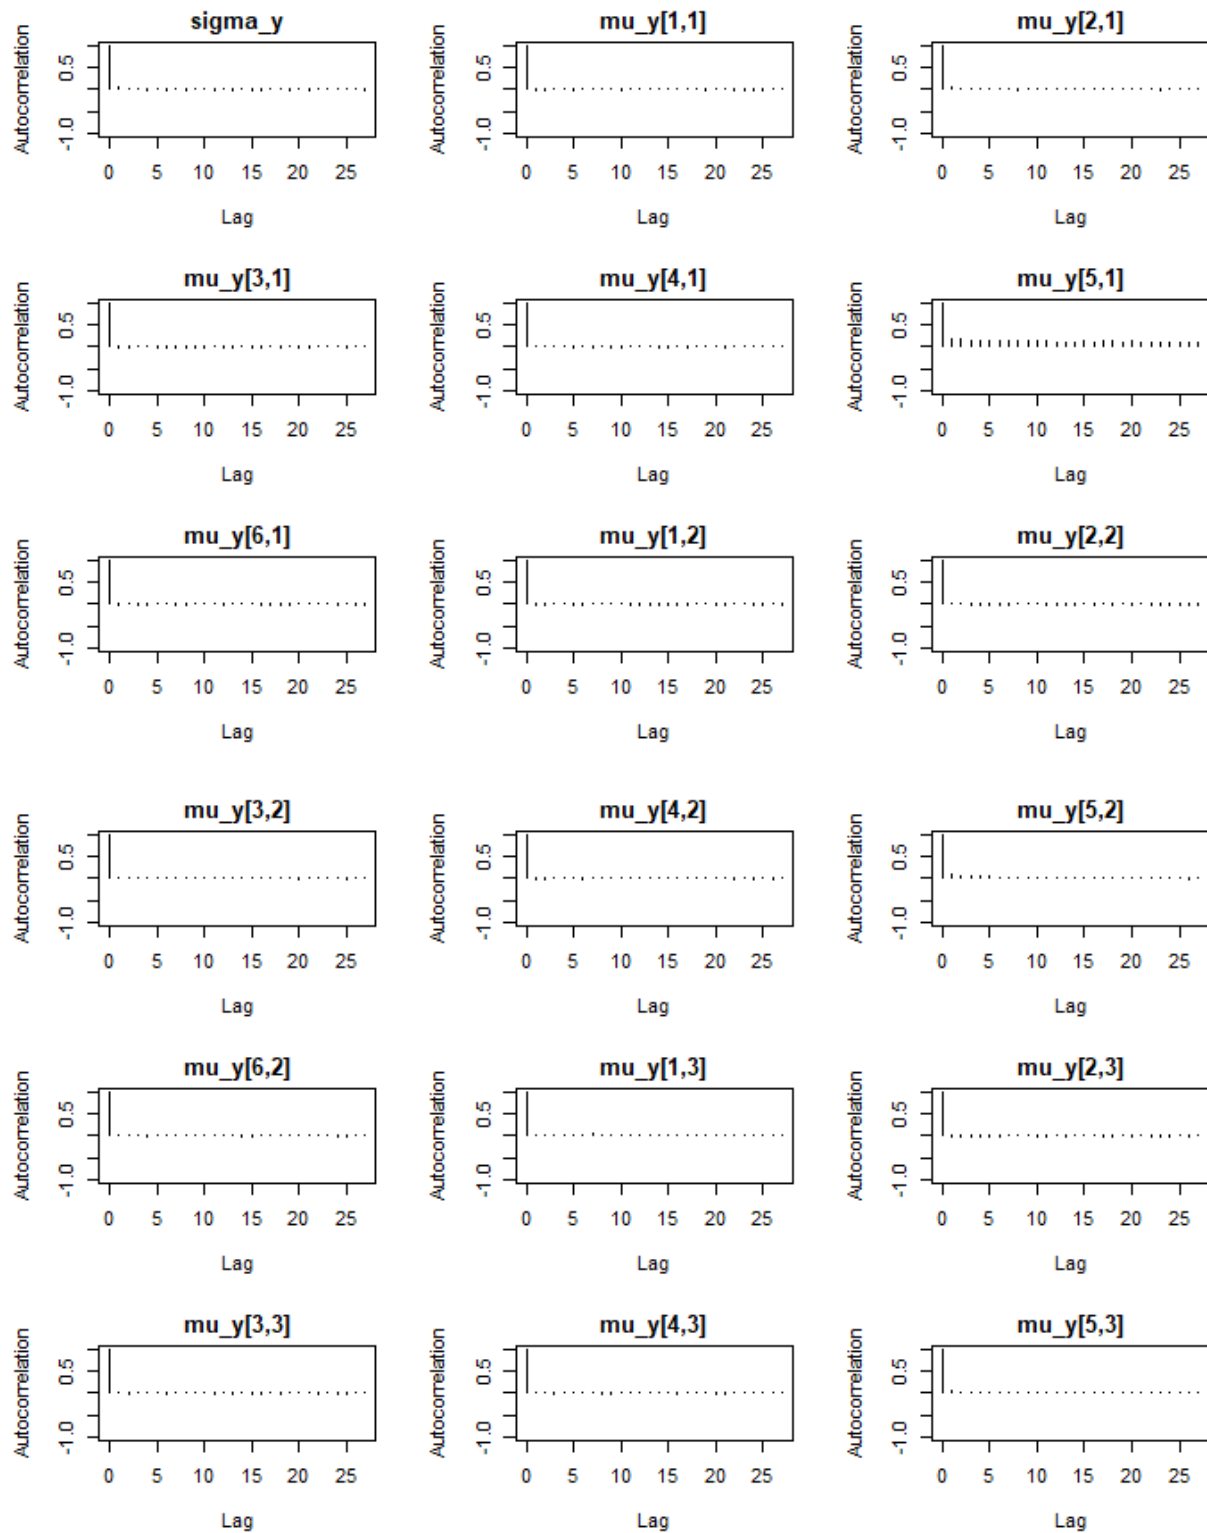 sigma_y mu_y[1,1] mu_y[2,1]
Autocorrelation Autocorrelation Autocorrelation
0.5 0.5 0.5
-1.0 -1.0 -1.0
0 5 10 15 20 25 0 5 10 15 20 25 0 5 10 15 20 25
Lag Lag Lag
mu_y[3,1] mu_y[4,1] mu_y[5,1]
Autocorrelation Autocorrelation Autocorrelation
0.5 0.5 0.5
-1.0 -1.0 -1.0
0 5 10 15 20 25 0 5 10 15 20 25 0 5 10 15 20 25
Lag Lag Lag
mu_y[6,1] mu_y[1,2] mu_y[2,2]
Autocorrelation Autocorrelation Autocorrelation
0.5 0.5 0.5
-1.0 -1.0 -1.0
0 5 10 15 20 25 0 5 10 15 20 25 0 5 10 15 20 25
Lag Lag Lag
mu_y[3,2] mu_y[4,2] mu_y[5,2]
Autocorrelation Autocorrelation Autocorrelation
0.5 0.5 0.5
-1.0 -1.0 -1.0
0 5 10 15 20 25 0 5 10 15 20 25 0 5 10 15 20 25
Lag Lag Lag
mu_y[6,2] mu_y[1,3] mu_y[2,3]
Autocorrelation Autocorrelation Autocorrelation
0.5 0.5 0.5
-1.0 -1.0 -1.0
0 5 10 15 20 25 0 5 10 15 20 25 0 5 10 15 20 25
Lag Lag Lag
mu_y[3,3] mu_y[4,3] mu_y[5,3]
Autocorrelation Autocorrelation Autocorrelation
0.5 0.5 0.5
-1.0 -1.0 -1.0
0 5 10 15 20 25 0 5 10 15 20 25 0 5 10 15 20 25
Lag Lag Lag